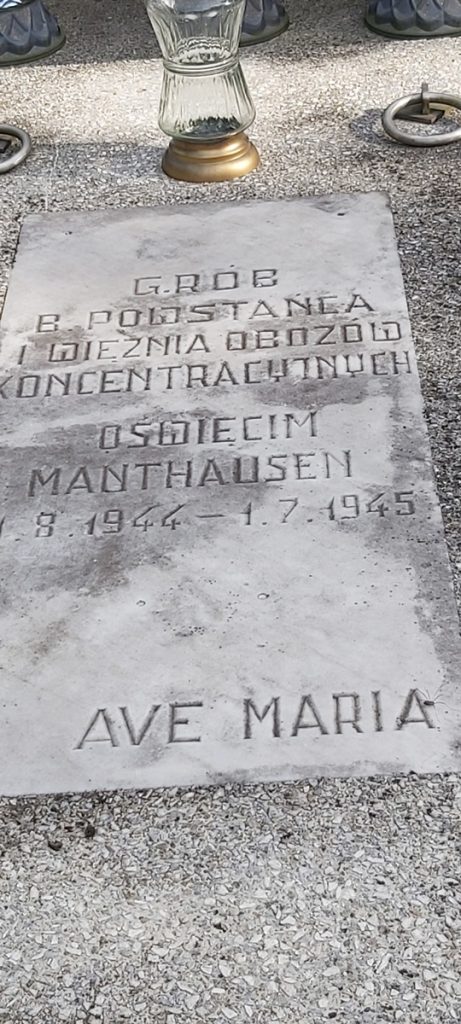 GRÓB
B POWSTAŃCA
I WIĘŹNIA OBOZÓW
KONCENTRACYJNYCH
OŚWIĘCIM
MANTHAUSEN
1.8.1944 – 1.7.1945
AVE MARIA